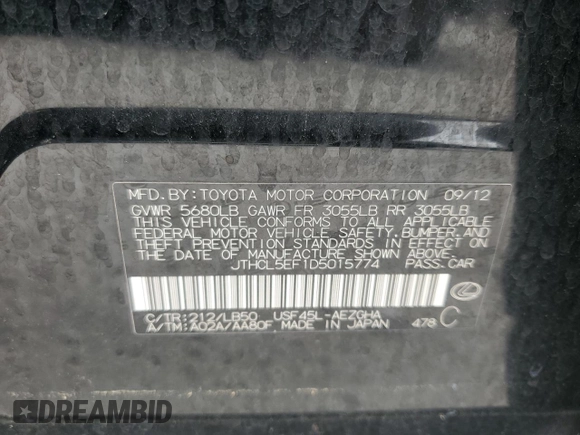 MFD. BY: TOYOTA MOTOR CORPORATION 09/12
GVWR 5680LB GAWR FR 3055LB RR 3055LB
THIS VEHICLE CONFORMS TO ALL APPLICABLE
FEDERAL MOTOR VEHICLE SAFETY, BUMPER, AND
THEFT PREVENTION STANDARDS IN EFFECT ON
THE DATE OF MANUFACTURE SHOWN ABOVE.
JTHCL5EF1D5015774 PASS. CAR
C/TR: 212/LB50 USF45L-AEZGHA
A/TM: A02A/AA80F MADE IN JAPAN 478 C
DREAMBID